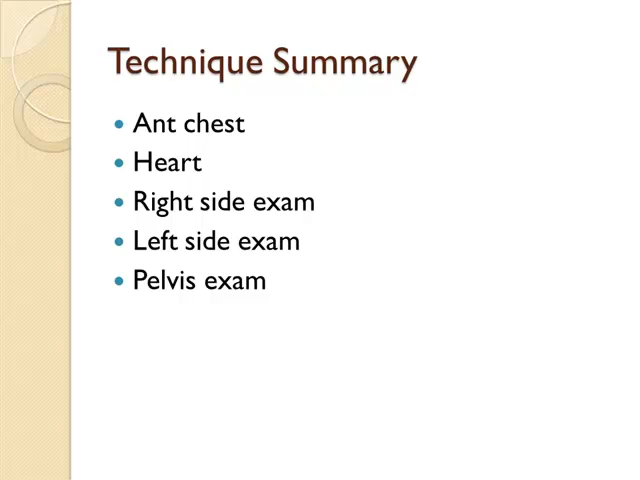 Technique Summary
• Ant chest
• Heart
• Right side exam
• Left side exam
• Pelvis exam